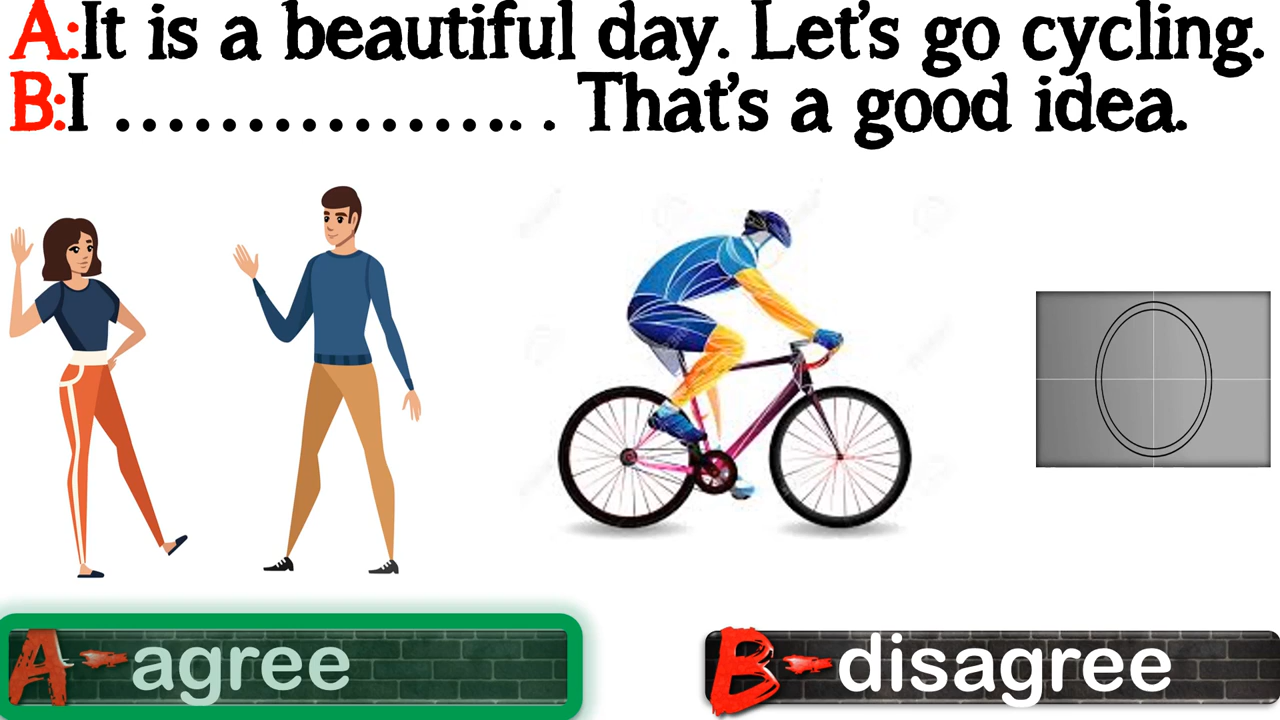 A:It is a beautiful day. Let's go cycling.
B:I ................. . That's a good idea.
A- agree
B- disagree